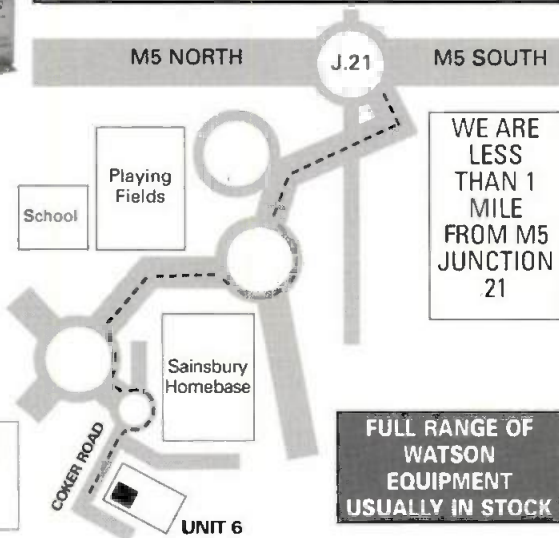 M5 NORTH
J.21
M5 SOUTH
WE ARE
LESS
THAN 1
MILE
FROM M5
JUNCTION
21
Playing
Fields
School
Sainsbury
Homebase
COKER ROAD
UNIT 6
FULL RANGE OF
WATSON
EQUIPMENT
USUALLY IN STOCK